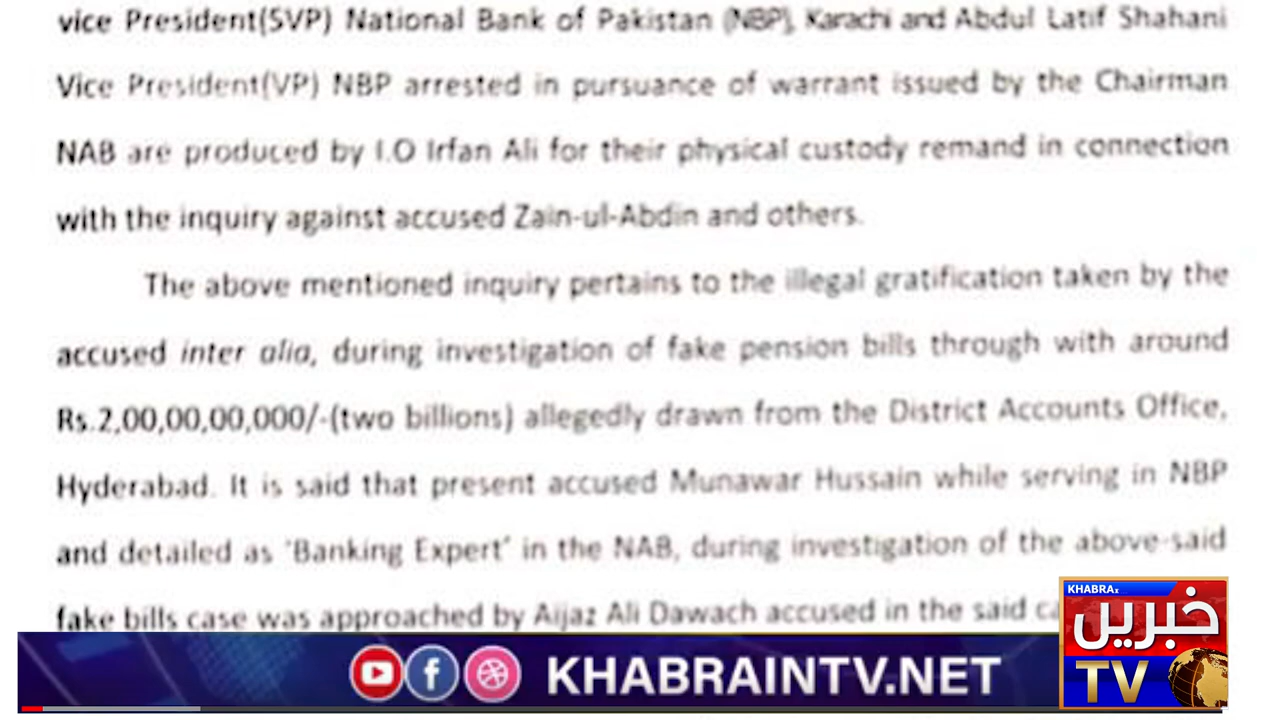 vice President(SVP) National Bank of Pakistan (NBP), Karachi and Abdul Latif Shahani
Vice President(VP) NBP arrested in pursuance of warrant issued by the Chairman
NAB are produced by I.O Irfan Ali for their physical custody remand in connection
with the inquiry against accused Zain-ul-Abdin and others.
The above mentioned inquiry pertains to the illegal gratification taken by the
accused inter alia, during investigation of fake pension bills through with around
Rs.2,00,00,00,000/-(two billions) allegedly drawn from the District Accounts Office,
Hyderabad. It is said that present accused Munawar Hussain while serving in NBP
and detailed as 'Banking Expert' in the NAB, during investigation of the above said
fake bills case was approached by Aijaz Ali Dawach accused in the said
KHABRAINTV.NET
خبریں
TV